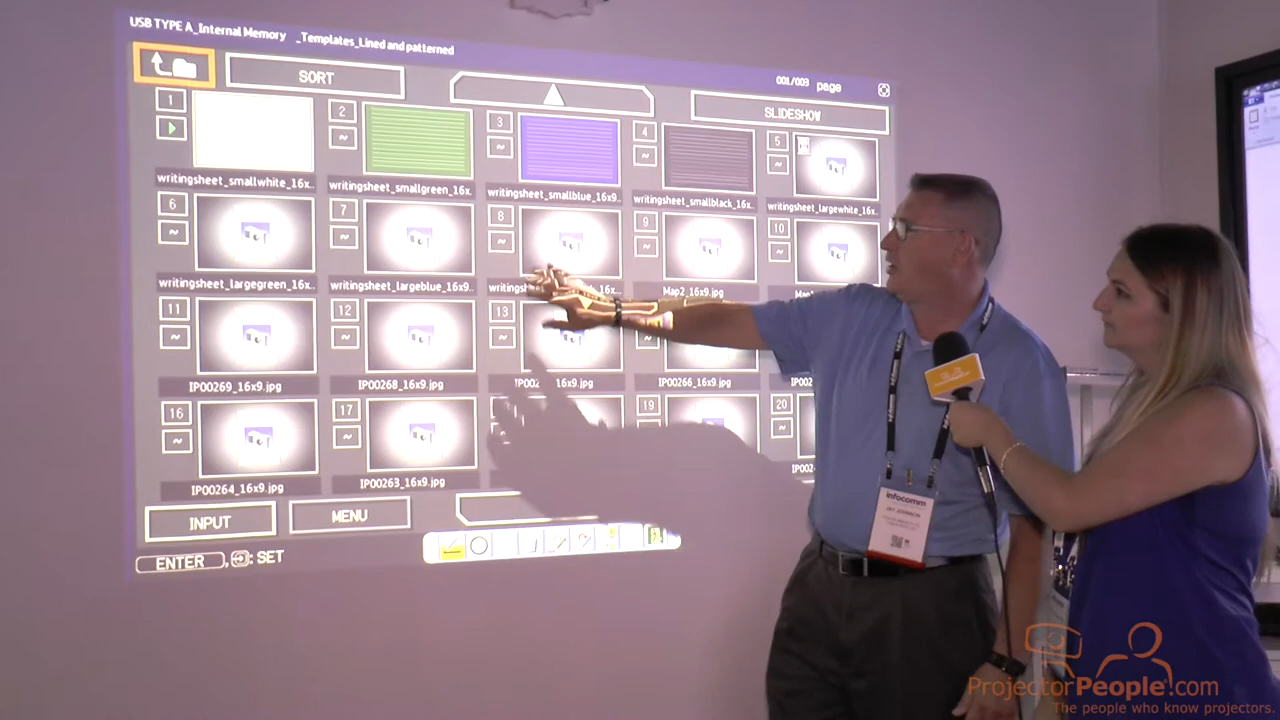 USB TYPE A_Internal Memory _Templates_Lined and patterned
001/003 page
SORT
SLIDESHOW
1 2 3 4 5
writingsheet_smallwhite_16x.. writingsheet_smallgreen_16x. writingsheet_smallblue_16x9.. writingsheet_smallblack_16x.. writingsheet_largewhite_16x..
6 7 8 9 10
writingsheet_largegreen_16x.. writingsheet_largeblue_16x9.. Map2_16x9.jpg
11 12 13
IP00269_16x9.jpg IP00268_16x9.jpg IP00266_16x9.jpg
16 17 19 20
IP00264_16x9.jpg IP00263_16x9.jpg
INPUT MENU
ENTER , : SET
infocomm
JAY JOHNSON
ProjectorPeople.com
The people who know projectors.